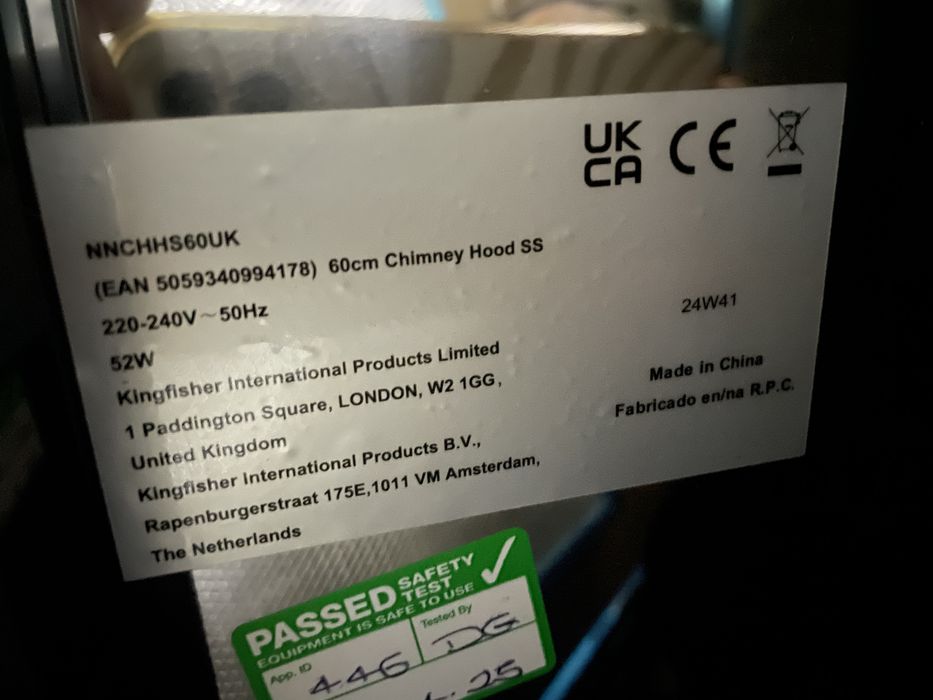 UK
CA CE
NNCHHS60UK
(EAN 5059340994178) 60cm Chimney Hood SS
220-240V~50Hz
24W41
52W
Kingfisher International Products Limited
1 Paddington Square, LONDON, W2 1GG,
United Kingdom
Kingfisher International Products B.V.,
Rapenburgerstraat 175E,1011 VM Amsterdam,
The Netherlands
Made in China
Fabricado en/na R.P.C.
PASSED SAFETY TEST
EQUIPMENT IS SAFE TO USE
App. ID
446
Tested By
DG
25